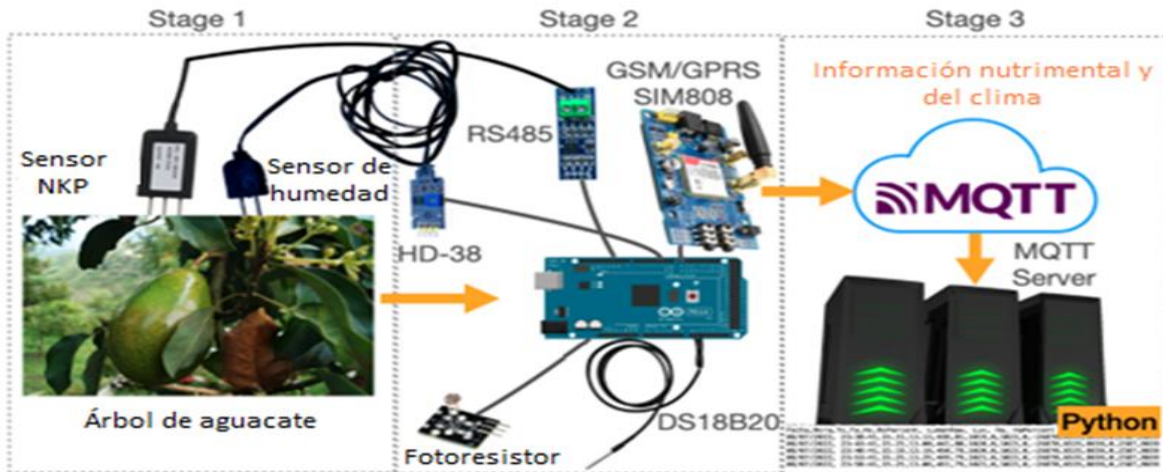 Stage 1
Stage 2
Stage 3
Sensor
NKP
Sensor de
humedad
Árbol de aguacate
RS485
GSM/GPRS
SIM808
HD-38
Fotoresistor
DS18B20
Información nutrimental y
del clima
MQTT
MQTT
Server
Python